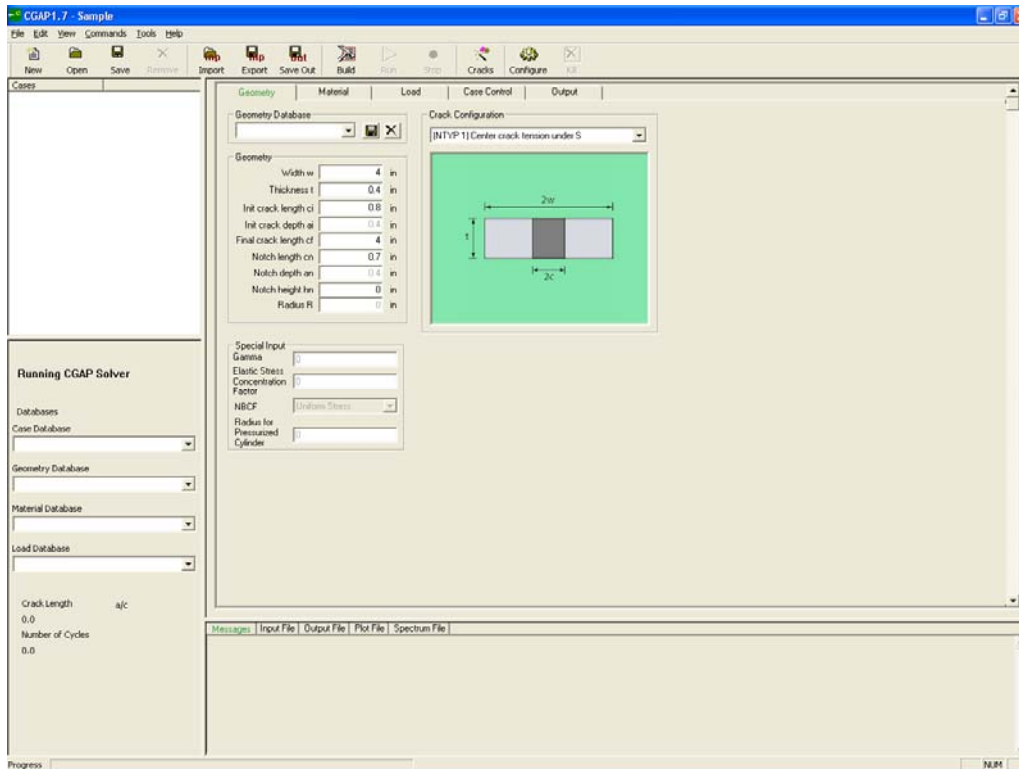 CGAP1.7 - Sample
File Edit View Commands Tools Help
New Open Save Remove Import Export Save Out Build Run Stop Cracks Configure Kill
Cases
Geometry Material Load Case Control Output
Geometry Database
Crack Configuration
[NTYP 1] Center crack tension under S
Geometry
Width w 4 in
Thickness t 0.4 in
Init crack length ci 0.8 in
Init crack depth ai 0.4 in
Final crack length cf 4 in
Notch length cn 0.7 in
Notch depth an 0.4 in
Notch height hn 0 in
Radius R 0 in
2w
t
2c
Special Input
Gamma 0
Elastic Stress
Concentration 0
Factor
NBCF Uniform Stress
Radius for
Pressurized 0
Cylinder
Running CGAP Solver
Databases
Case Database
Geometry Database
Material Database
Load Database
Crack Length a/c
0.0
Number of Cycles
0.0
Messages Input File Output File Plot File Spectrum File
Progress
NUM